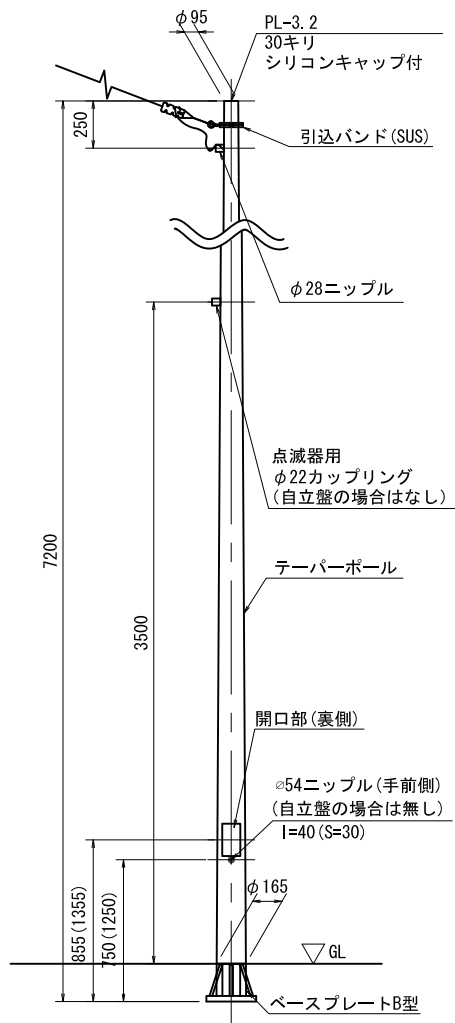 φ95
PL-3.2
30キリ
シリコンキャップ付
250
引込バンド(SUS)
φ28ニップル
点滅器用
φ22カップリング
(自立盤の場合はなし)
7200
テーパーポール
3500
開口部(裏側)
⌀54ニップル(手前側)
(自立盤の場合は無し)
l=40(S=30)
φ165
855(1355)
750(1250)
GL
ベースプレートB型